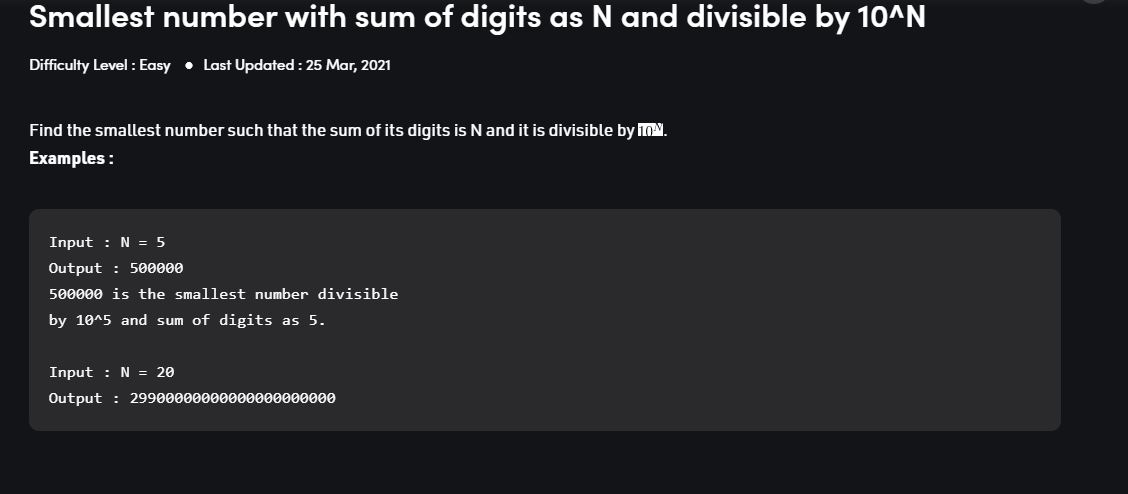 Smallest number with sum of digits as N and divisible by 10^N
Difficulty Level : Easy • Last Updated : 25 Mar, 2021
Find the smallest number such that the sum of its digits is N and it is divisible by 10^N.
Examples :
Input : N = 5
Output : 500000
500000 is the smallest number divisible
by 10^5 and sum of digits as 5.
Input : N = 20
Output : 29900000000000000000000